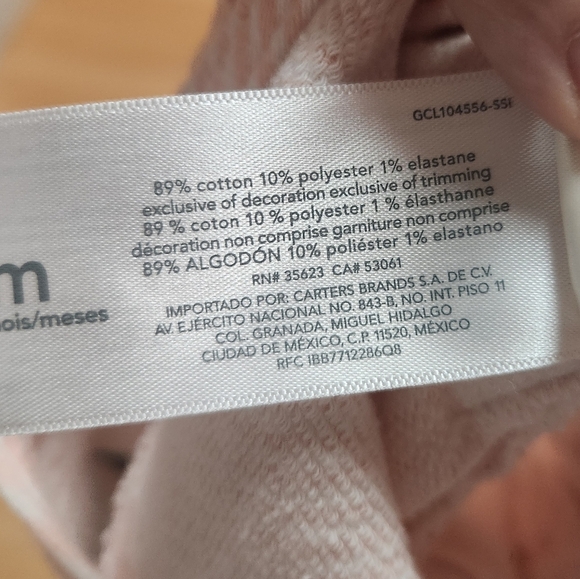 GCL104556-55
89% cotton 10% polyester 1% elastane
exclusive of decoration exclusive of trimming
89 % coton 10 % polyester 1 % élasthanne
décoration non comprise garniture non comprise
89% ALGODÓN 10% poliéster 1% elastano
RN# 35623 CA# 53061
IMPORTADO POR: CARTERS BRANDS S.A. DE C.V.
AV. EJÉRCITO NACIONAL NO. 843-B, NO. INT. PISO 11
COL. GRANADA, MIGUEL HIDALGO
CIUDAD DE MÉXICO, C.P. 11520, MÉXICO
RFC IBB7712286Q8
m
ois/meses